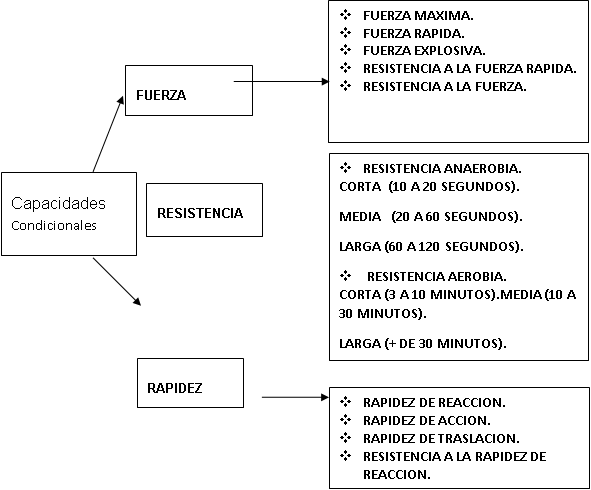 Capacidades
Condicionales
FUERZA
❖ FUERZA MAXIMA.
❖ FUERZA RAPIDA.
❖ FUERZA EXPLOSIVA.
❖ RESISTENCIA A LA FUERZA RAPIDA.
❖ RESISTENCIA A LA FUERZA.
RESISTENCIA
❖ RESISTENCIA ANAEROBIA.
CORTA (10 A 20 SEGUNDOS).
MEDIA (20 A 60 SEGUNDOS).
LARGA (60 A 120 SEGUNDOS).
❖ RESISTENCIA AEROBIA.
CORTA (3 A 10 MINUTOS).MEDIA (10 A
30 MINUTOS).
LARGA (+ DE 30 MINUTOS).
RAPIDEZ
❖ RAPIDEZ DE REACCION.
❖ RAPIDEZ DE ACCION.
❖ RAPIDEZ DE TRASLACION.
❖ RESISTENCIA A LA RAPIDEZ DE
REACCION.